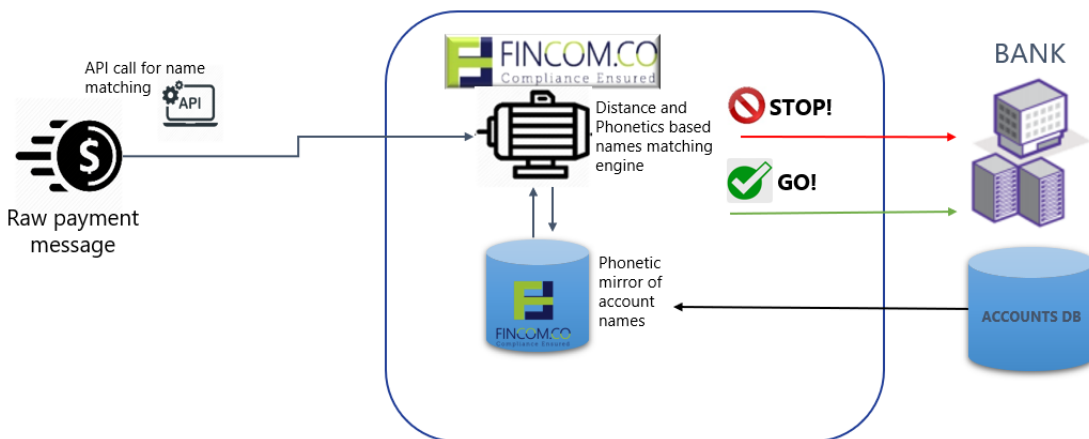 API call for name
matching
API
$
Raw payment
message
FINCOM.CO
Compliance Ensured
Distance and
Phonetics based
names matching
engine
STOP!
GO!
BANK
FINCOM.CO
Compliance Ensured
Phonetic
mirror of
account
names
ACCOUNTS DB